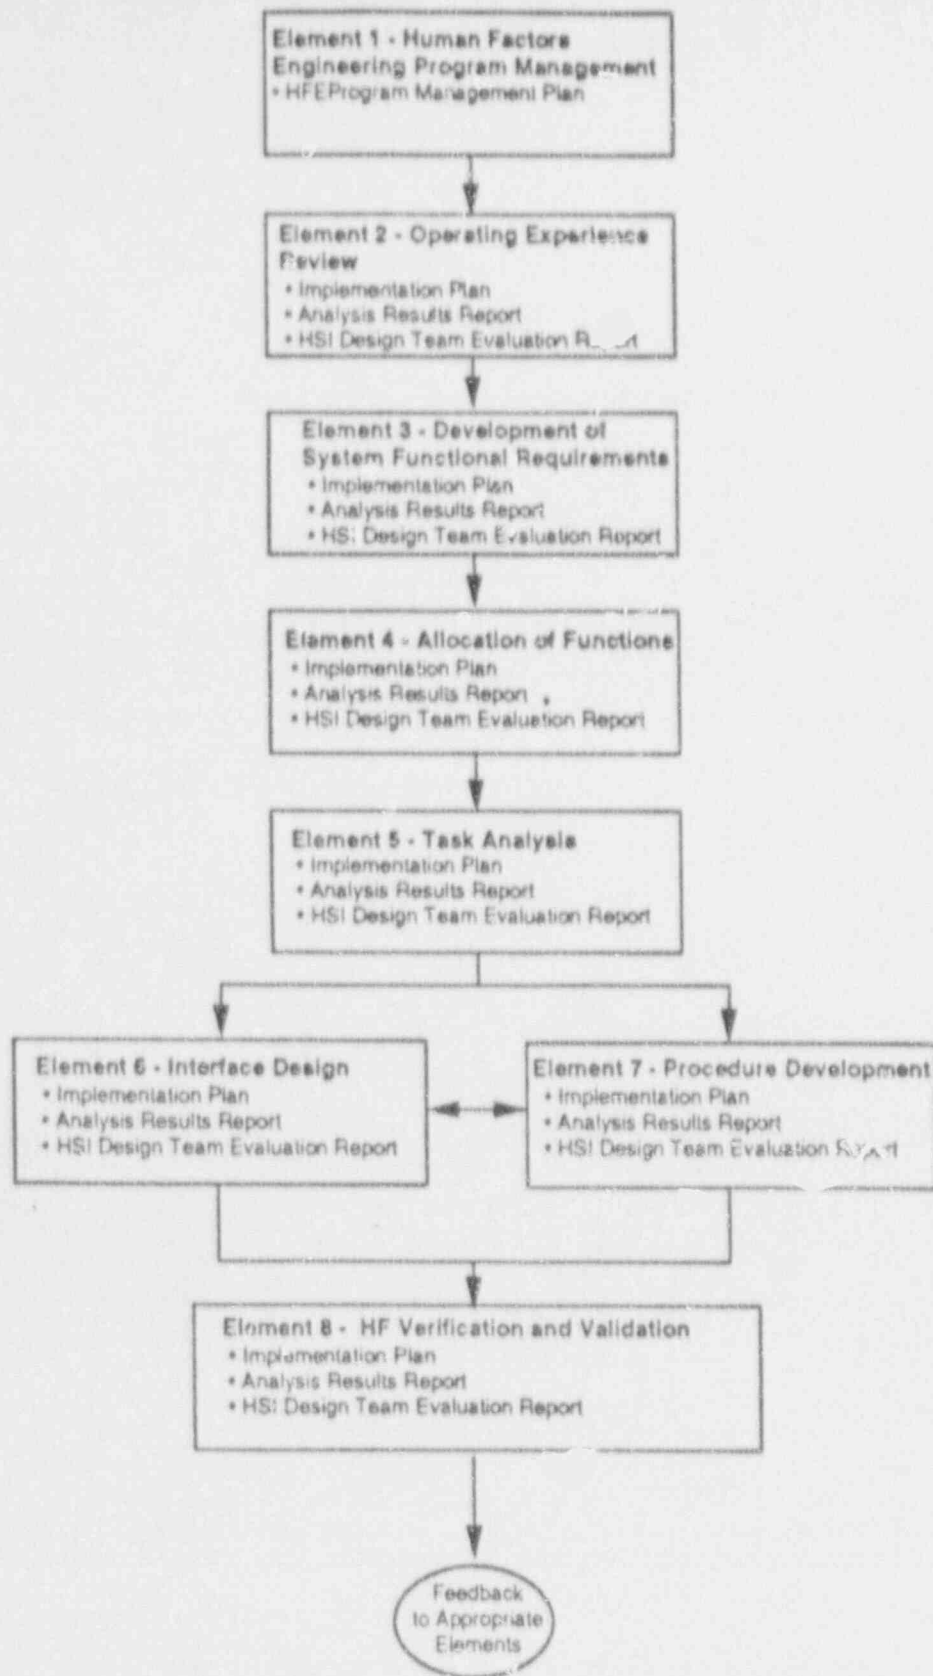 Element 1 - Human Factors
Engineering Program Management
• HFE Program Management Plan
Element 2 - Operating Experience
Review
• Implementation Plan
• Analysis Results Report
• HSI Design Team Evaluation
Element 3 - Development of
System Functional Requirements
• Implementation Plan
• Analysis Results Report
• HSI Design Team Evaluation Report
Element 4 - Allocation of Functions
• Implementation Plan
• Analysis Results Report
• HSI Design Team Evaluation Report
Element 5 - Task Analysis
• Implementation Plan
• Analysis Results Report
• HSI Design Team Evaluation Report
Element 6 - Interface Design
• Implementation Plan
• Analysis Results Report
• HSI Design Team Evaluation Report
Element 7 - Procedure Development
• Implementation Plan
• Analysis Results Report
• HSI Design Team Evaluation
Element 8 - HF Verification and Validation
• Implementation Plan
• Analysis Results Report
• HSI Design Team Evaluation Report
Feedback
to Appropriate
Elements